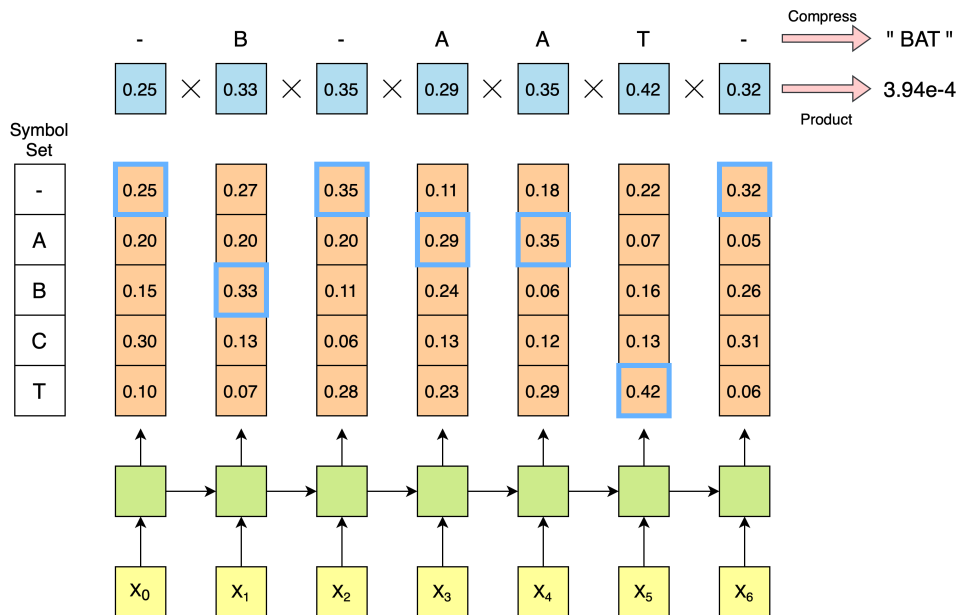 Compress
- B - A A T - " BAT "
0.25 × 0.33 × 0.35 × 0.29 × 0.35 × 0.42 × 0.32 3.94e-4
Product
Symbol
Set
- 0.25 0.27 0.35 0.11 0.18 0.22 0.32
A 0.20 0.20 0.20 0.29 0.35 0.07 0.05
B 0.15 0.33 0.11 0.24 0.06 0.16 0.26
C 0.30 0.13 0.06 0.13 0.12 0.13 0.31
T 0.10 0.07 0.28 0.23 0.29 0.42 0.06
X₀ X₁ X₂ X₃ X₄ X₅ X₆